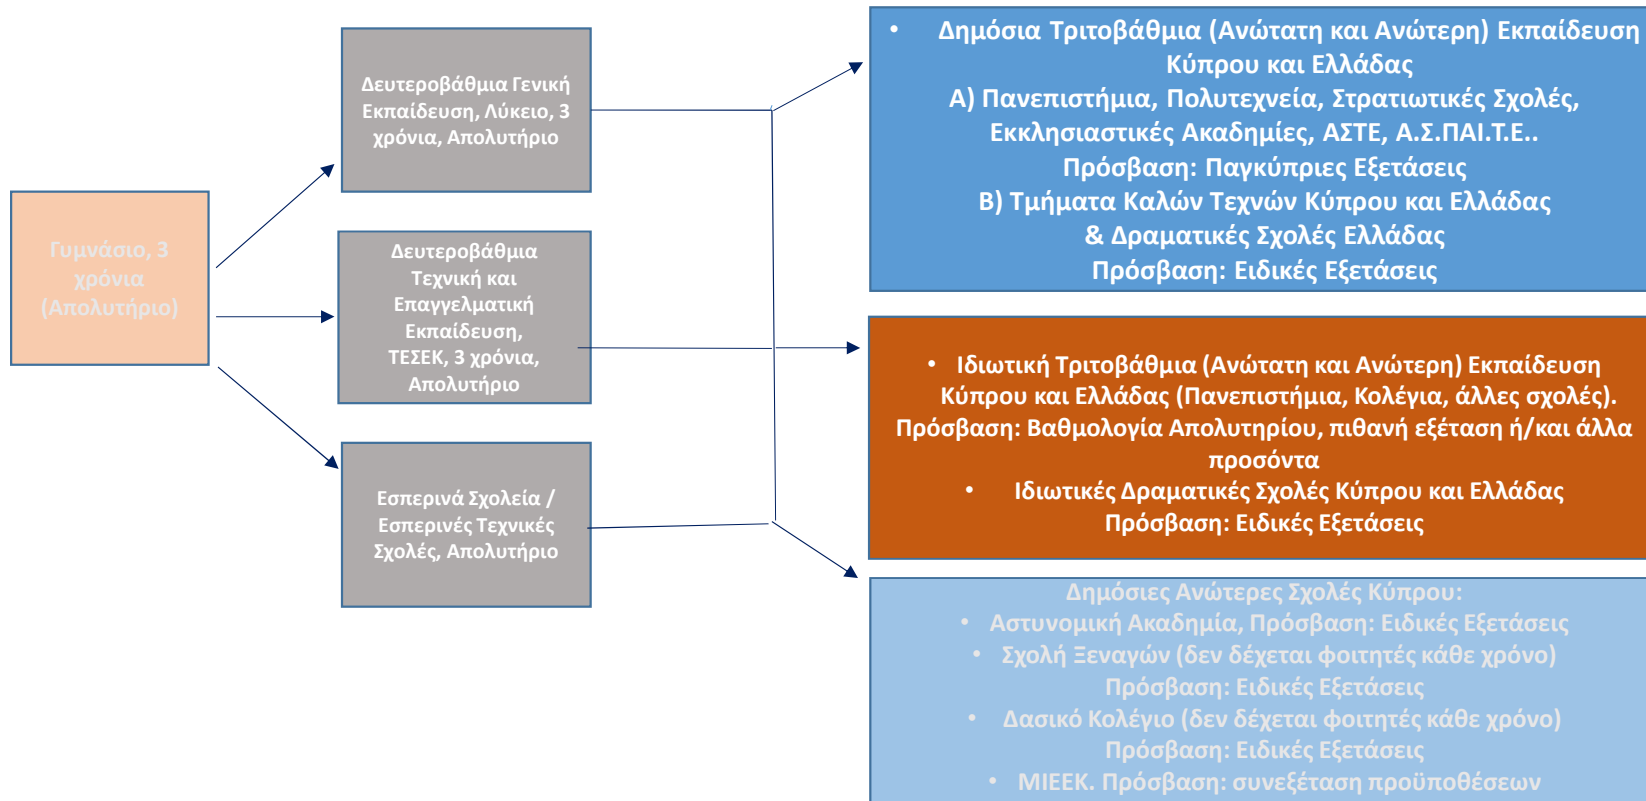 Γυμνάσιο, 3
χρόνια
(Απολυτήριο)
Δευτεροβάθμια Γενική
Εκπαίδευση, Λύκειο, 3
χρόνια, Απολυτήριο
Δευτεροβάθμια
Τεχνική και
Επαγγελματική
Εκπαίδευση,
ΤΕΣΕΚ, 3 χρόνια,
Απολυτήριο
Εσπερινά Σχολεία /
Εσπερινές Τεχνικές
Σχολές, Απολυτήριο
• Δημόσια Τριτοβάθμια (Ανώτατη και Ανώτερη) Εκπαίδευση
Κύπρου και Ελλάδας
Α) Πανεπιστήμια, Πολυτεχνεία, Στρατιωτικές Σχολές,
Εκκλησιαστικές Ακαδημίες, ΑΣΤΕ, Α.Σ.ΠΑΙ.Τ.Ε..
Πρόσβαση: Παγκύπριες Εξετάσεις
Β) Τμήματα Καλών Τεχνών Κύπρου και Ελλάδας
& Δραματικές Σχολές Ελλάδας
Πρόσβαση: Ειδικές Εξετάσεις
• Ιδιωτική Τριτοβάθμια (Ανώτατη και Ανώτερη) Εκπαίδευση
Κύπρου και Ελλάδας (Πανεπιστήμια, Κολέγια, άλλες σχολές).
Πρόσβαση: Βαθμολογία Απολυτηρίου, πιθανή εξέταση ή/και άλλα
προσόντα
• Ιδιωτικές Δραματικές Σχολές Κύπρου και Ελλάδας
Πρόσβαση: Ειδικές Εξετάσεις
Δημόσιες Ανώτερες Σχολές Κύπρου:
• Αστυνομική Ακαδημία, Πρόσβαση: Ειδικές Εξετάσεις
• Σχολή Ξεναγών (δεν δέχεται φοιτητές κάθε χρόνο)
Πρόσβαση: Ειδικές Εξετάσεις
• Δασικό Κολέγιο (δεν δέχεται φοιτητές κάθε χρόνο)
Πρόσβαση: Ειδικές Εξετάσεις
• ΜΙΕΕΚ. Πρόσβαση: συνεξέταση προϋποθέσεων